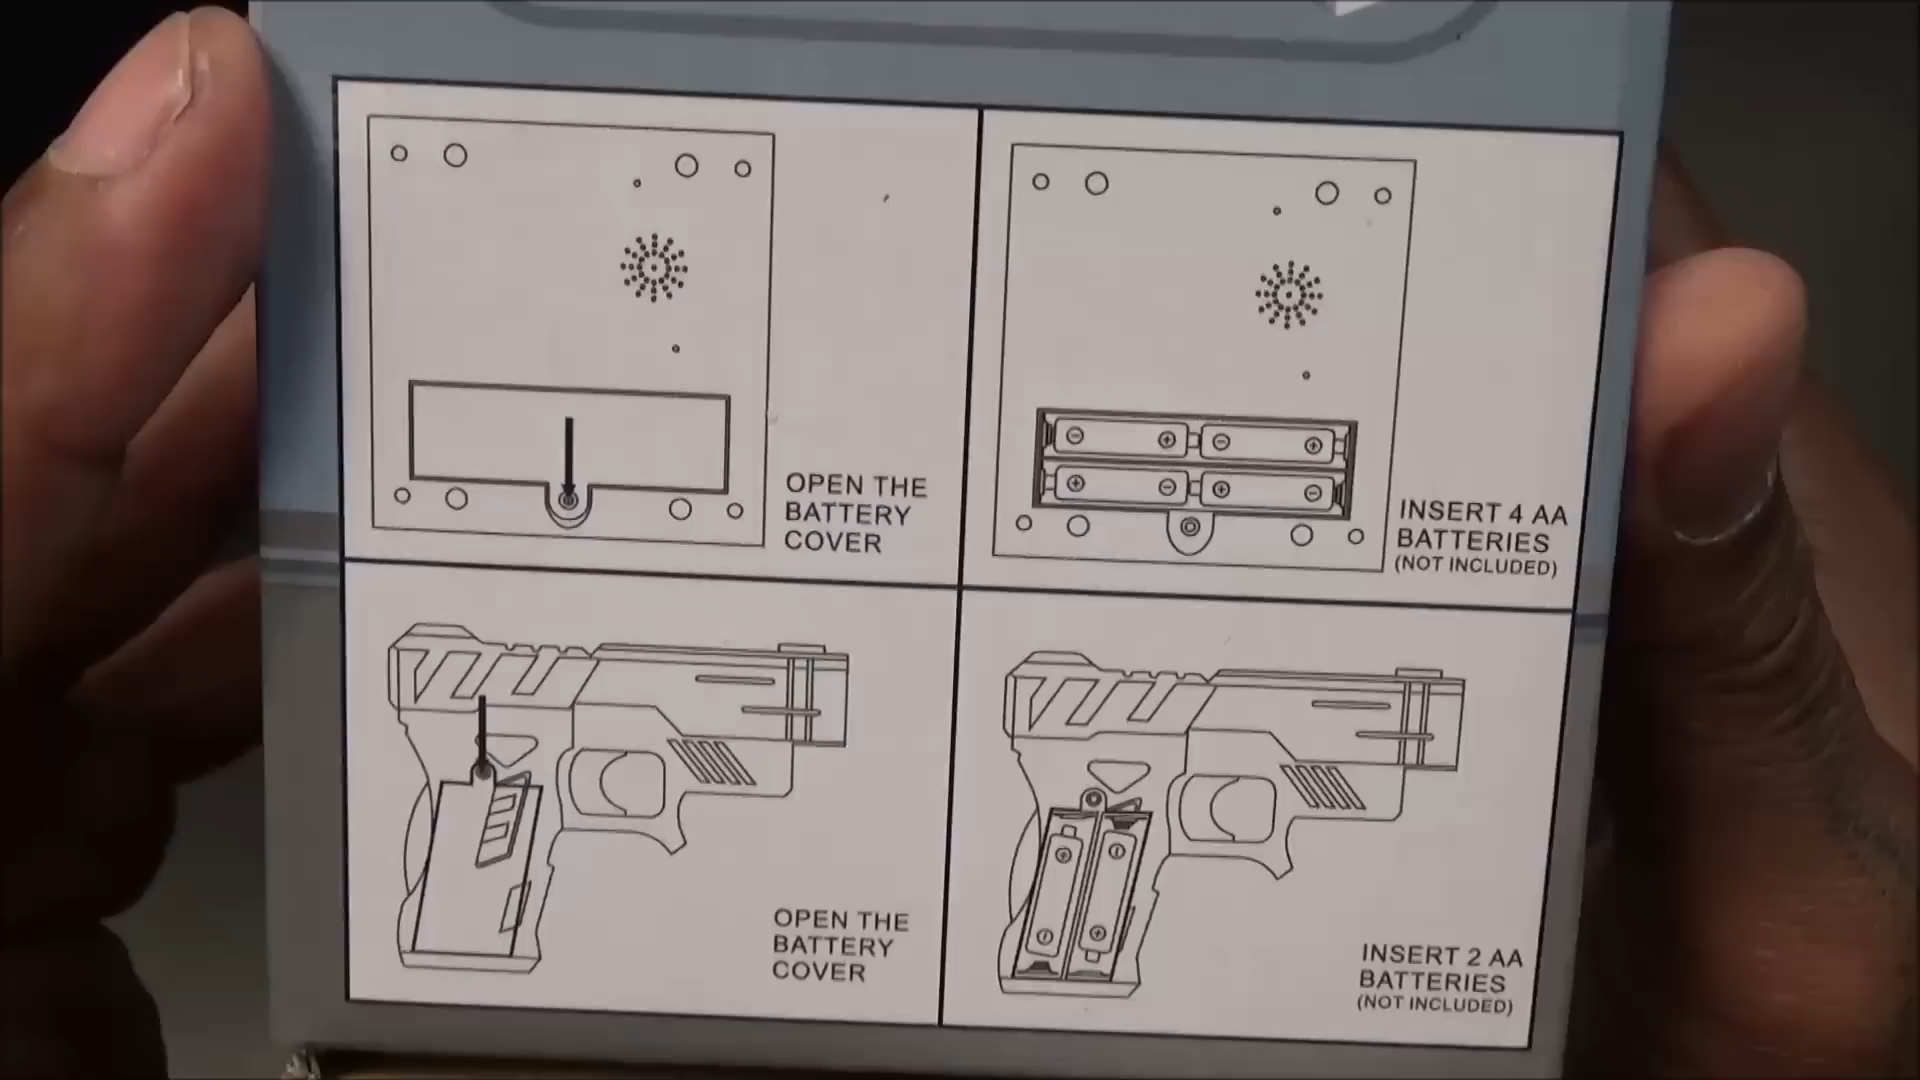 OPEN THE
BATTERY
COVER
INSERT 4 AA
BATTERIES
(NOT INCLUDED)
OPEN THE
BATTERY
COVER
INSERT 2 AA
BATTERIES
(NOT INCLUDED)